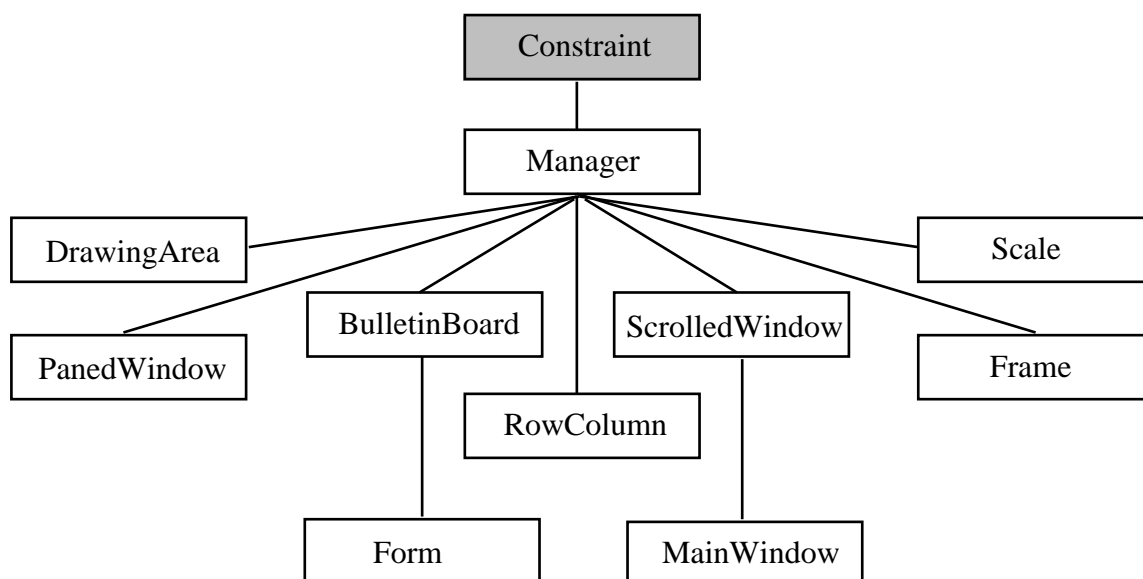 Constraint
Manager
DrawingArea
Scale
BulletinBoard
ScrolledWindow
PanedWindow
Frame
RowColumn
Form
MainWindow